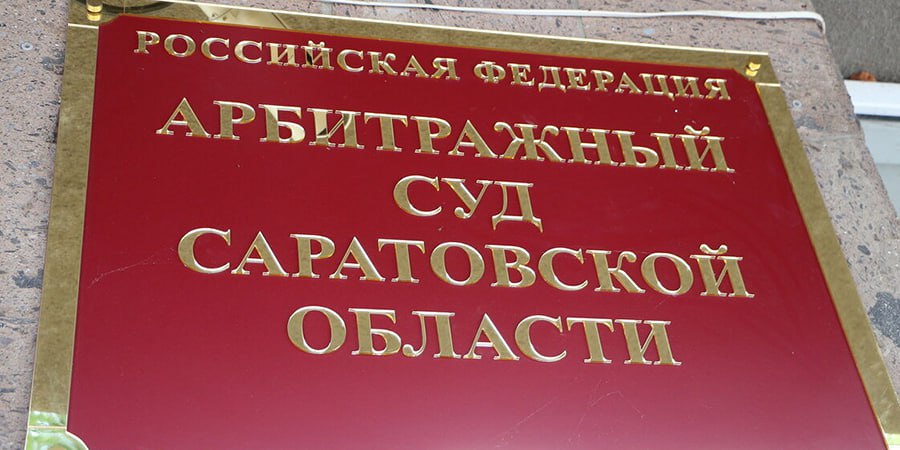 РОССИЙСКАЯ ФЕДЕРАЦИЯ
АРБИТРАЖНЫЙ
СУД
САРАТОВСКОЙ
ОБЛАСТИ